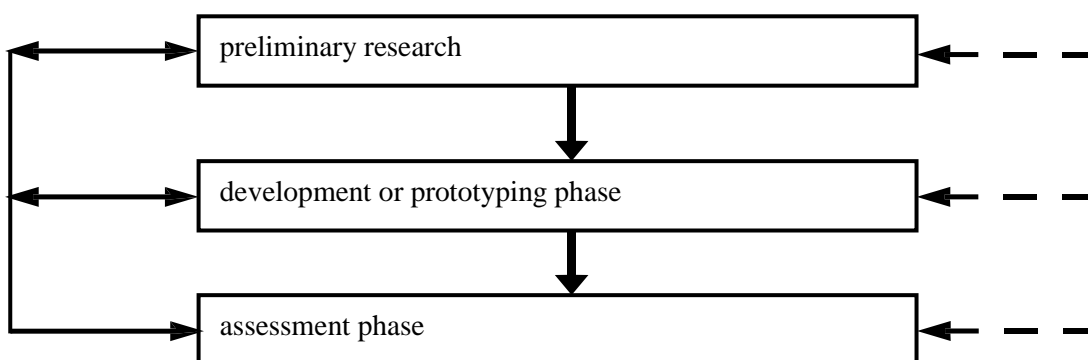 preliminary research
development or prototyping phase
assessment phase